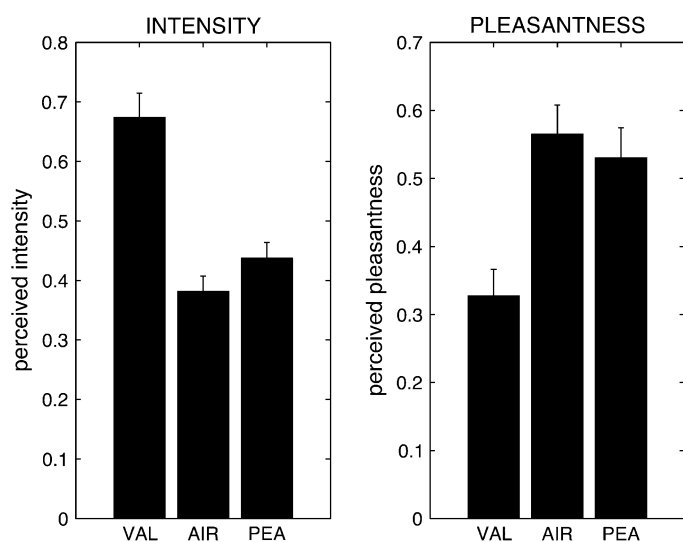 INTENSITY
perceived intensity
0.8
0.7
0.6
0.5
0.4
0.3
0.2
0.1
0
VAL AIR PEA
PLEASANTNESS
perceived pleasantness
0.7
0.6
0.5
0.4
0.3
0.2
0.1
0
VAL AIR PEA